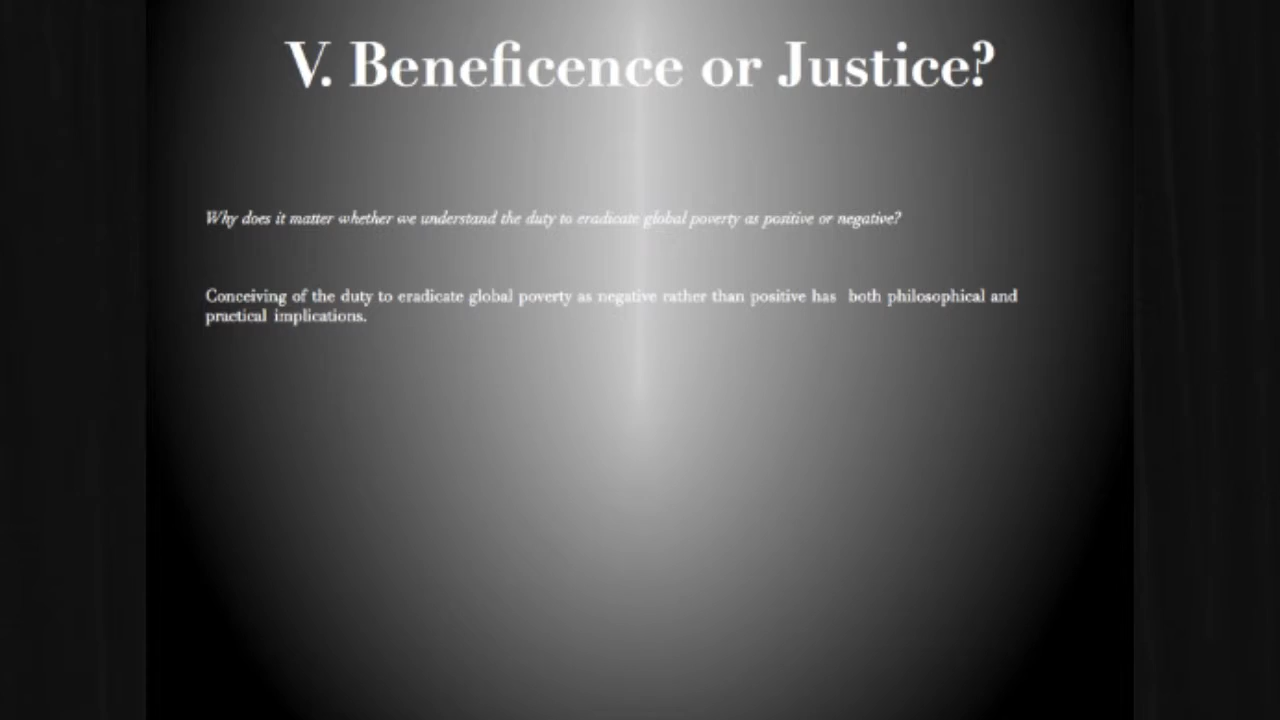 V. Beneficence or Justice?
Why does it matter whether we understand the duty to eradicate global poverty as positive or negative?
Conceiving of the duty to eradicate global poverty as negative rather than positive has both philosophical and
practical implications.